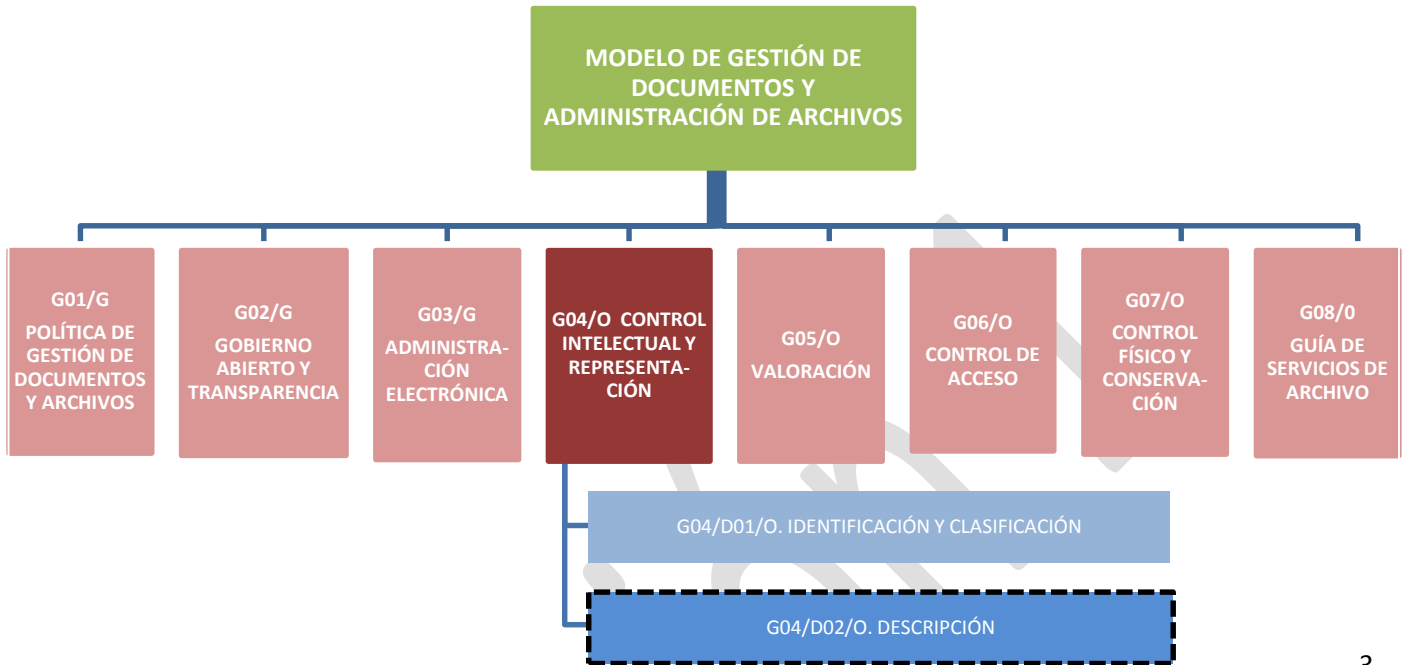 MODELO DE GESTIÓN DE
DOCUMENTOS Y
ADMINISTRACIÓN DE ARCHIVOS
G01/G
POLÍTICA DE
GESTIÓN DE
DOCUMENTOS
Y ARCHIVOS
G02/G
GOBIERNO
ABIERTO Y
TRANSPARENCIA
G03/G
ADMINISTRA-
CIÓN
ELECTRÓNICA
G04/O CONTROL
INTELECTUAL Y
REPRESENTA-
CIÓN
G05/O
VALORACIÓN
G06/O
CONTROL DE
ACCESO
G07/O
CONTROL
FÍSICO Y
CONSERVA-
CIÓN
G08/0
GUÍA DE
SERVICIOS DE
ARCHIVO
G04/D01/O. IDENTIFICACIÓN Y CLASIFICACIÓN
G04/D02/O. DESCRIPCIÓN